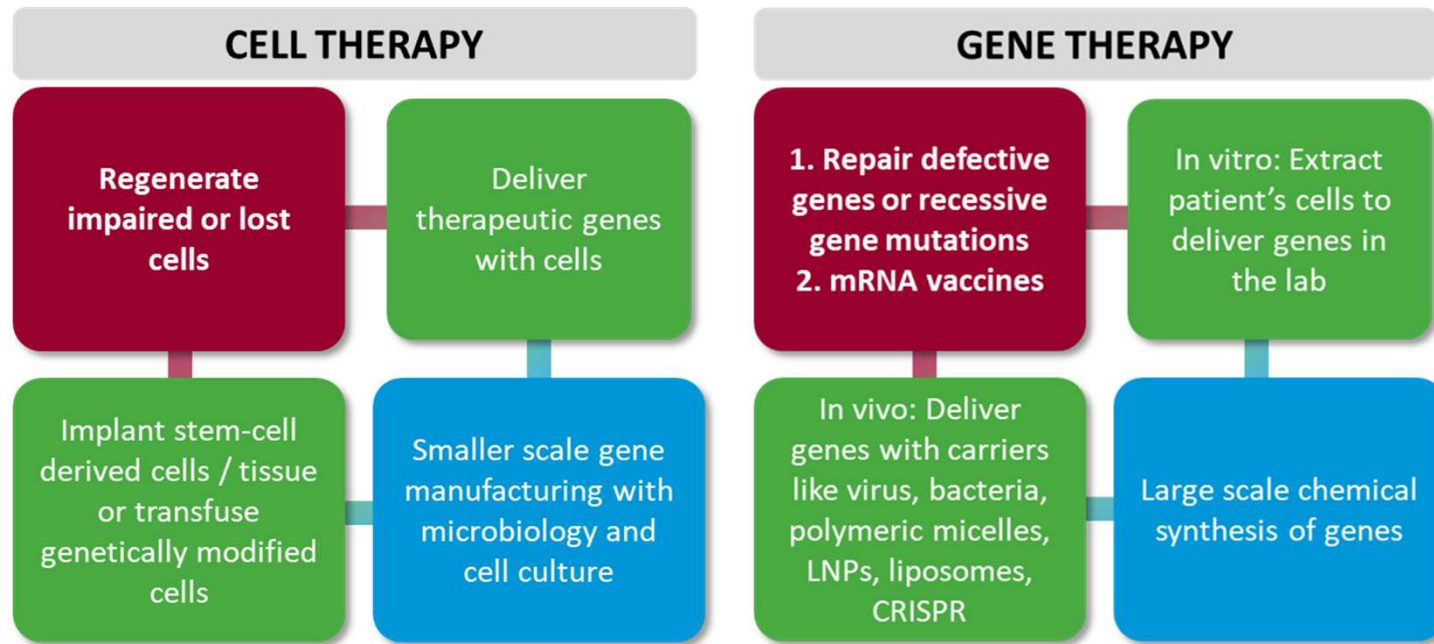 CELL THERAPY
Regenerate
impaired or lost
cells
Deliver
therapeutic genes
with cells
Implant stem-cell
derived cells / tissue
or transfuse
genetically modified
cells
Smaller scale gene
manufacturing with
microbiology and
cell culture
GENE THERAPY
1. Repair defective
genes or recessive
gene mutations
2. mRNA vaccines
In vitro: Extract
patient’s cells to
deliver genes in
the lab
In vivo: Deliver
genes with carriers
like virus, bacteria,
polymeric micelles,
LNPs, liposomes,
CRISPR
Large scale chemical
synthesis of genes